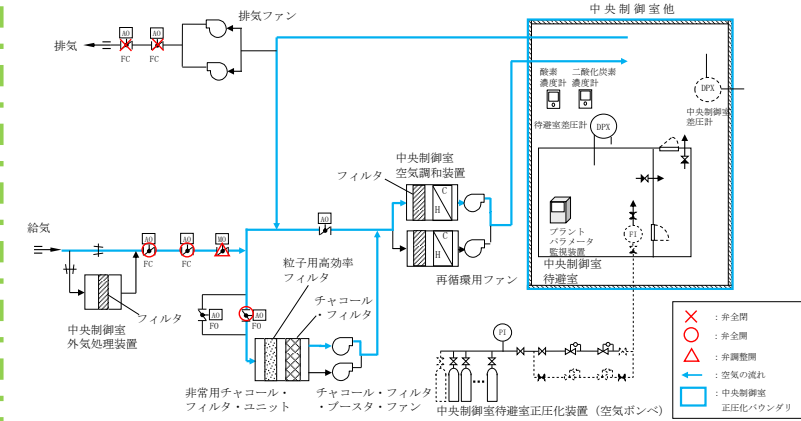 中央制御室他
排気ファン
排気
AO
AO
FC
FC
酸素
濃度計
二酸化炭素
濃度計
DPX
中央制御室
差圧計
待避室差圧計
DPX
中央制御室
空気調和装置
フィルタ
C
H
C
H
再循環用ファン
AO
給気
AO
AO
MO
FC
FC
フィルタ
中央制御室
外気処理装置
粒子用高効率
フィルタ
チャコール
・フィルタ
AO
FO
AO
FO
非常用チャコール・
フィルタ・ユニット
チャコール・フィルタ
・ブースタ・ファン
プラント
パラメータ
監視装置
FI
中央制御室
待避室
PI
中央制御室待避室正圧化装置（空気ボンベ）
：弁全閉
：弁全開
：弁調整開
：空気の流れ
：中央制御室
正圧化バウンダリ